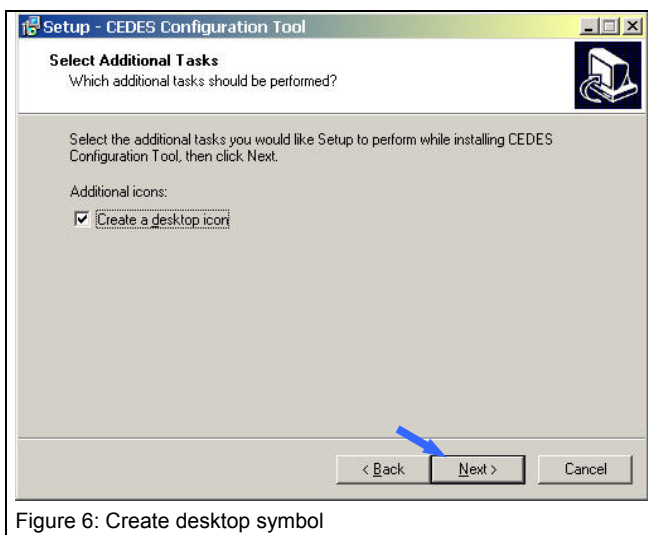 Setup - CEDES Configuration Tool
Select Additional Tasks
Which additional tasks should be performed?
Select the additional tasks you would like Setup to perform while installing CEDES
Configuration Tool, then click Next.
Additional icons:
Create a desktop icon
< Back Next > Cancel
Figure 6: Create desktop symbol